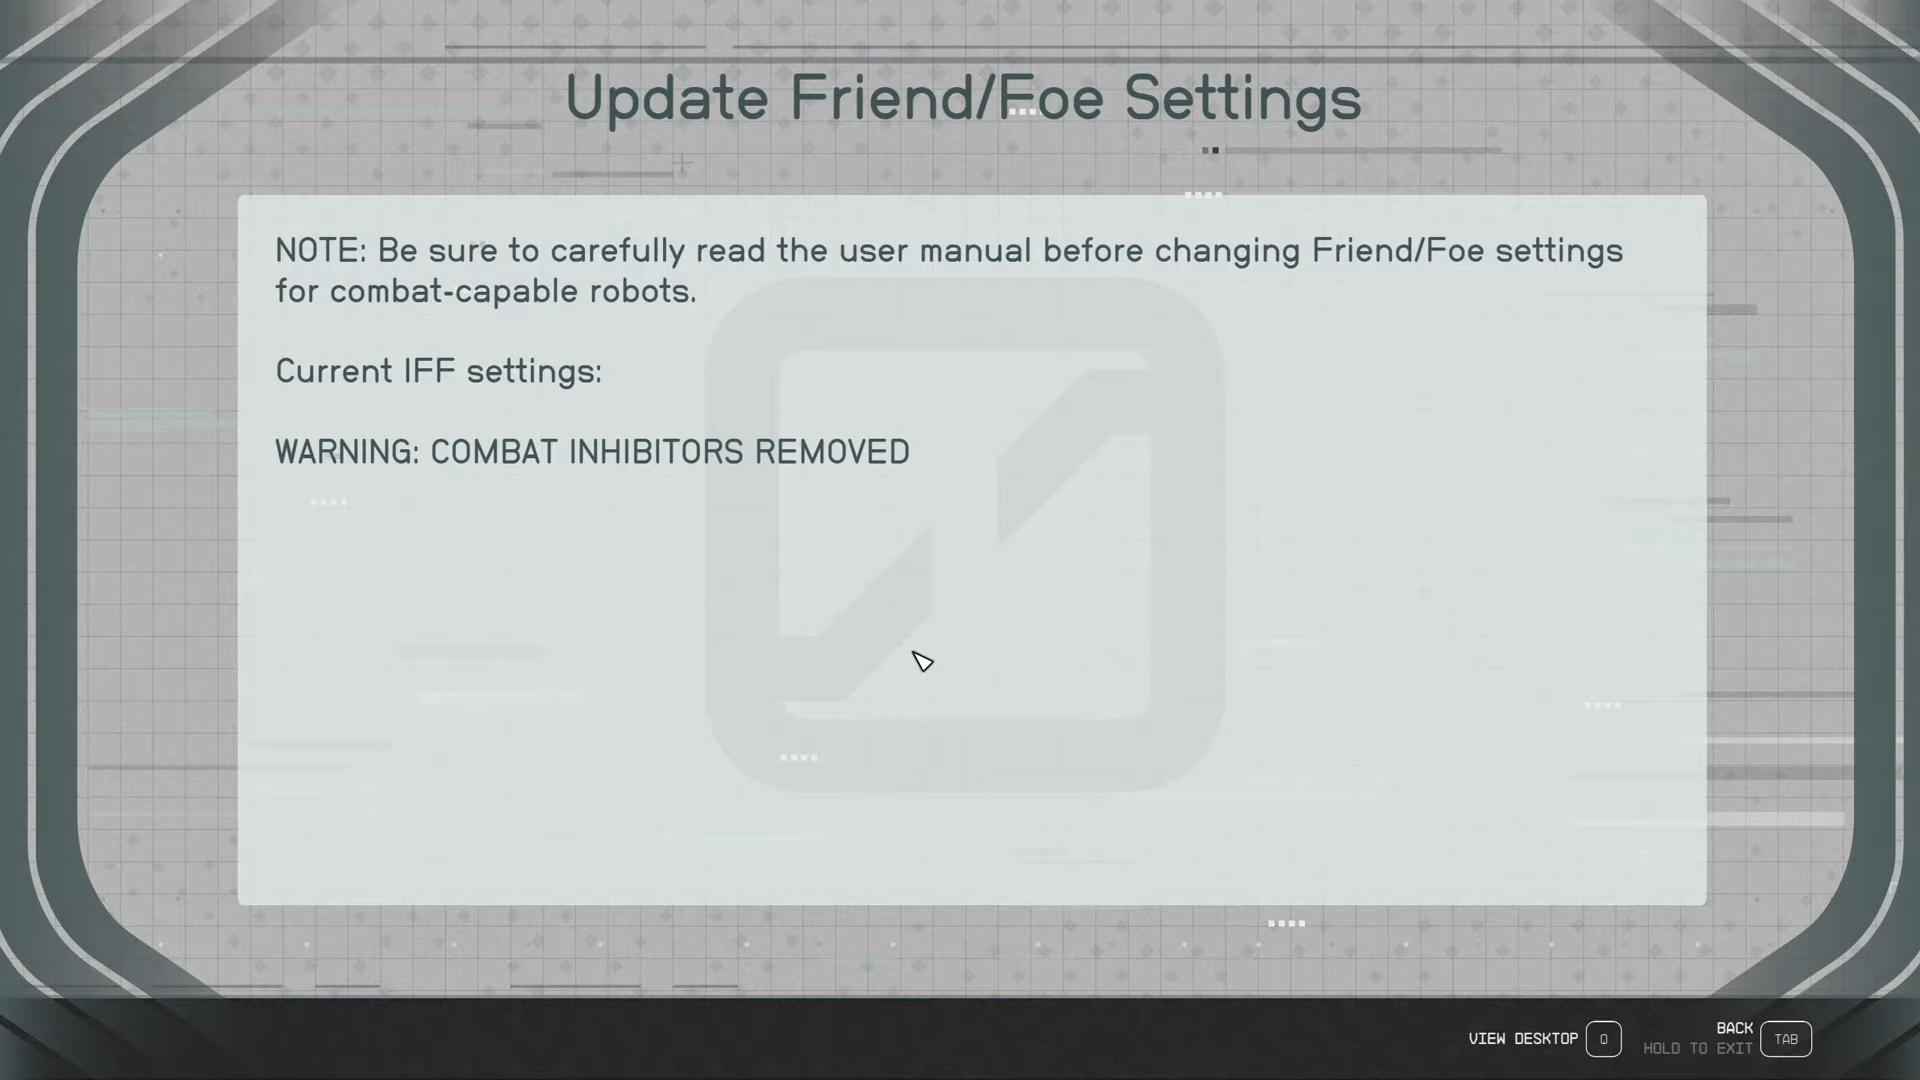 Update Friend/Foe Settings
NOTE: Be sure to carefully read the user manual before changing Friend/Foe settings
for combat-capable robots.
Current IFF settings:
WARNING: COMBAT INHIBITORS REMOVED
VIEW DESKTOP Q
BACK TAB
HOLD TO EXIT